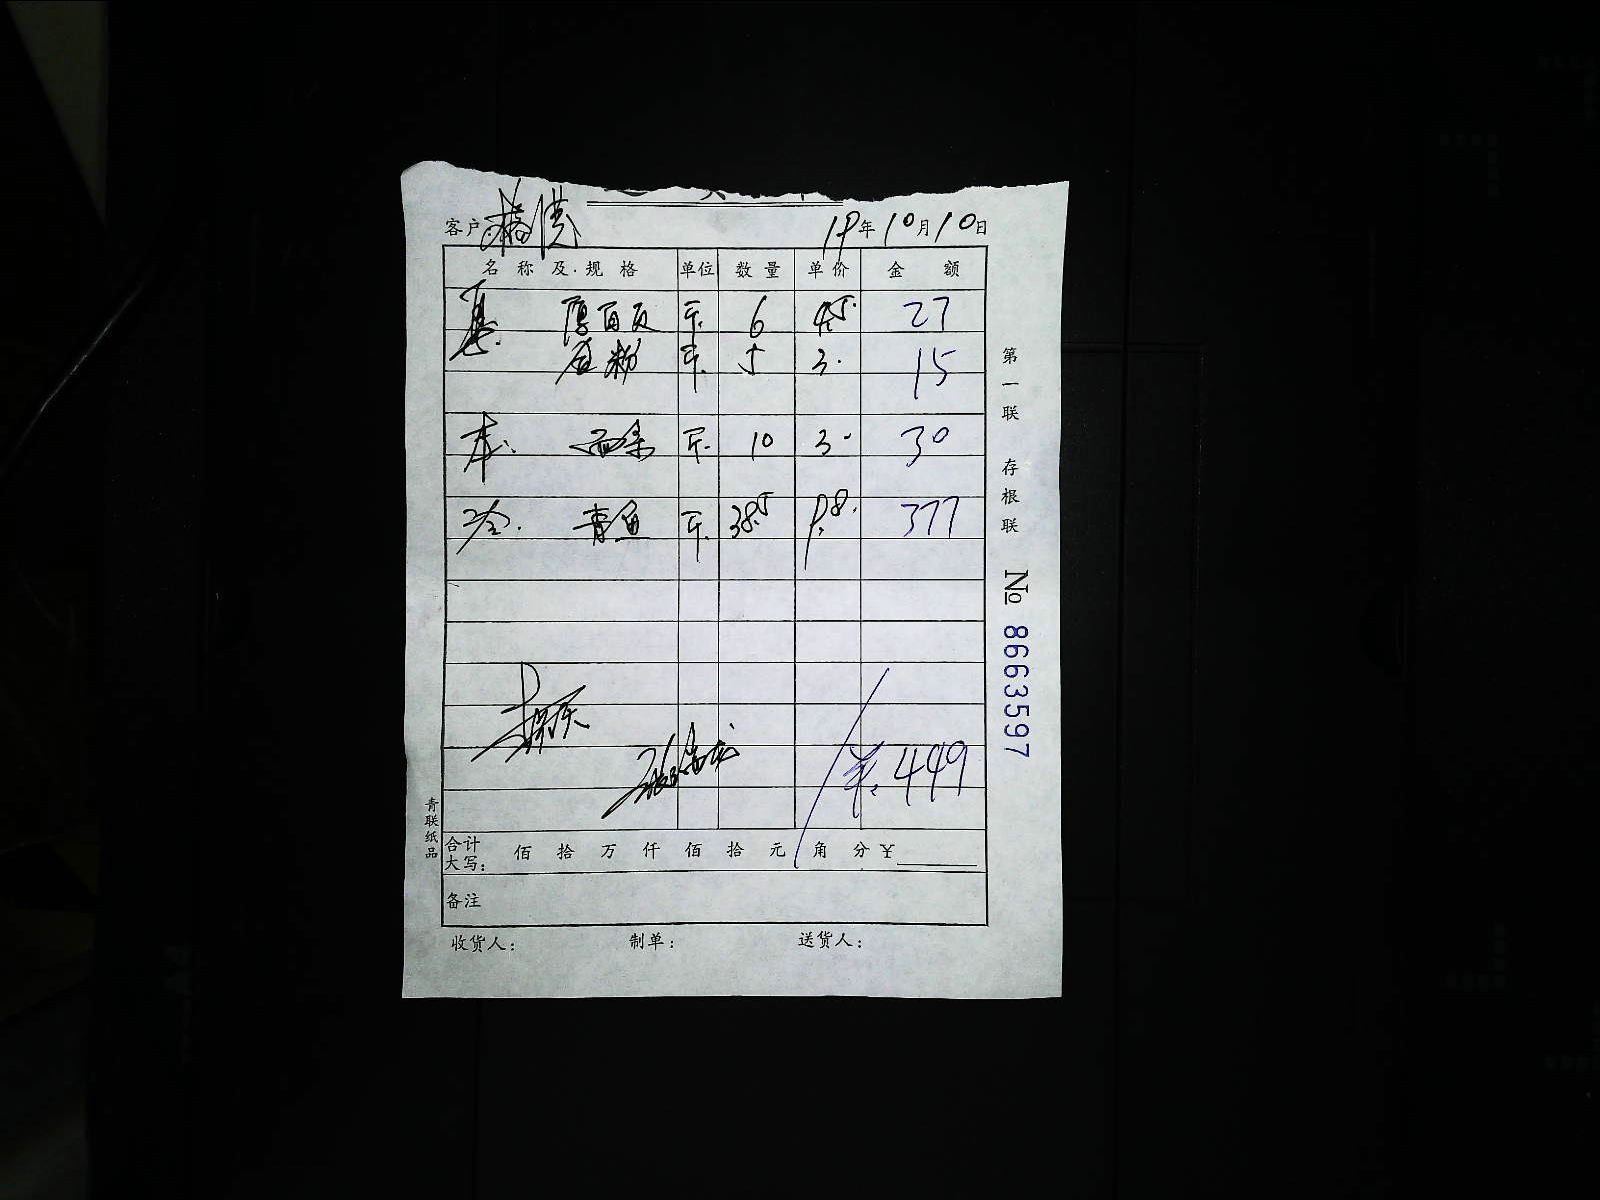 客户: 19年10月10日
名称及规格 单位 数量 单价 金额
厚百页 斤 6 4.5 27
粉 斤 5 3. 15
本: 面条 斤 10 3. 30
冷. 青鱼 斤 38.5 9.8 377
羊: 449
合计大写: 佰 拾 万 仟 佰 拾 元 角 分 ¥
备注
收货人: 制单: 送货人:
第一联 存根联 № 8663597
青联纸品